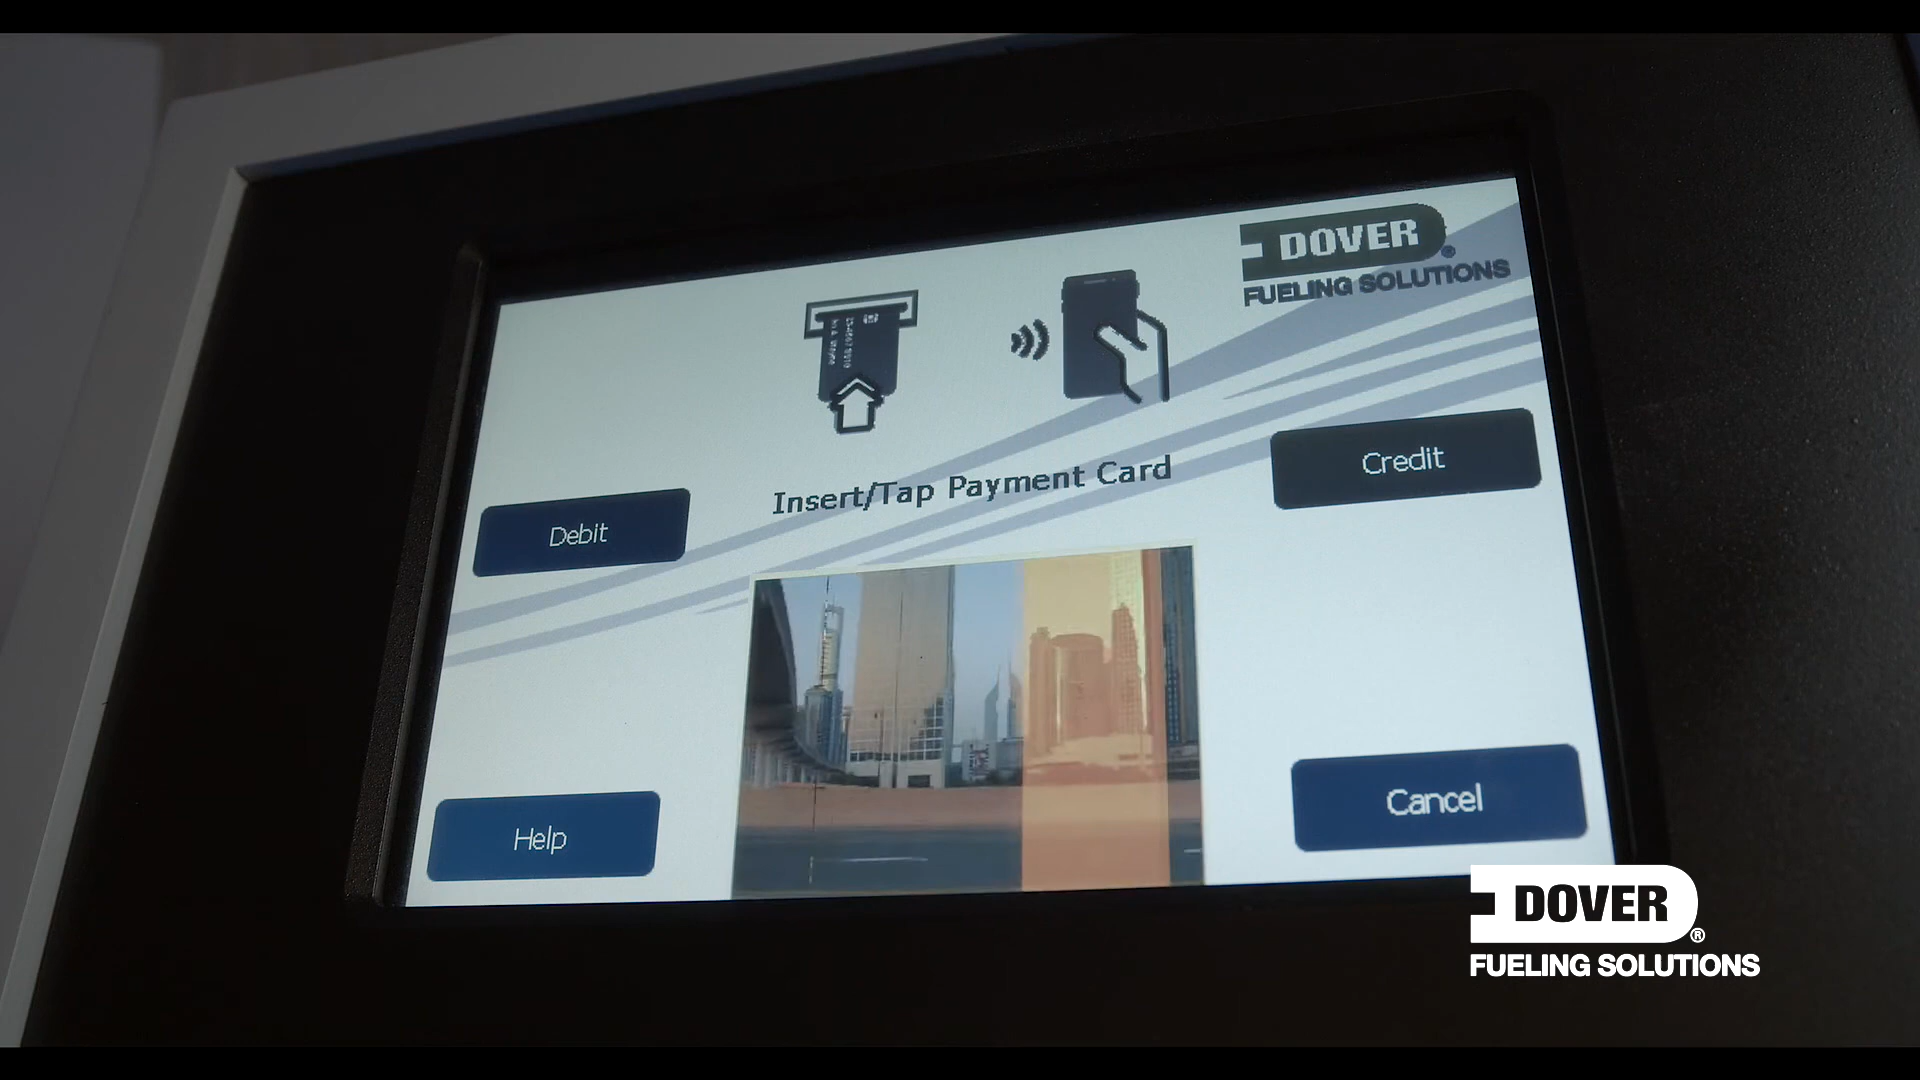 DOVER
FUELING SOLUTIONS
Insert/Tap Payment Card
Credit
Debit
Help
Cancel
DOVER®
FUELING SOLUTIONS